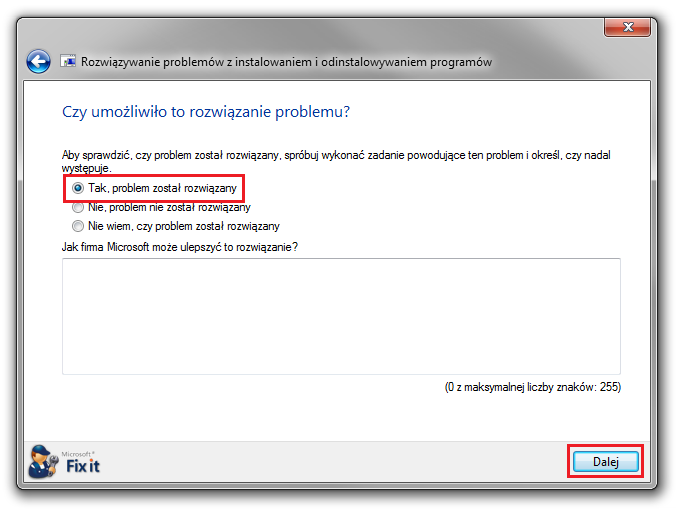 Rozwiązywanie problemów z instalowaniem i odinstalowywaniem programów
Czy umożliwiło to rozwiązanie problemu?
Aby sprawdzić, czy problem został rozwiązany, spróbuj wykonać zadanie powodujące ten problem i określ, czy nadal
występuje.
Tak, problem został rozwiązany
Nie, problem nie został rozwiązany
Nie wiem, czy problem został rozwiązany
Jak firma Microsoft może ulepszyć to rozwiązanie?
(0 z maksymalnej liczby znaków: 255)
Microsoft®
Fix it
Dalej